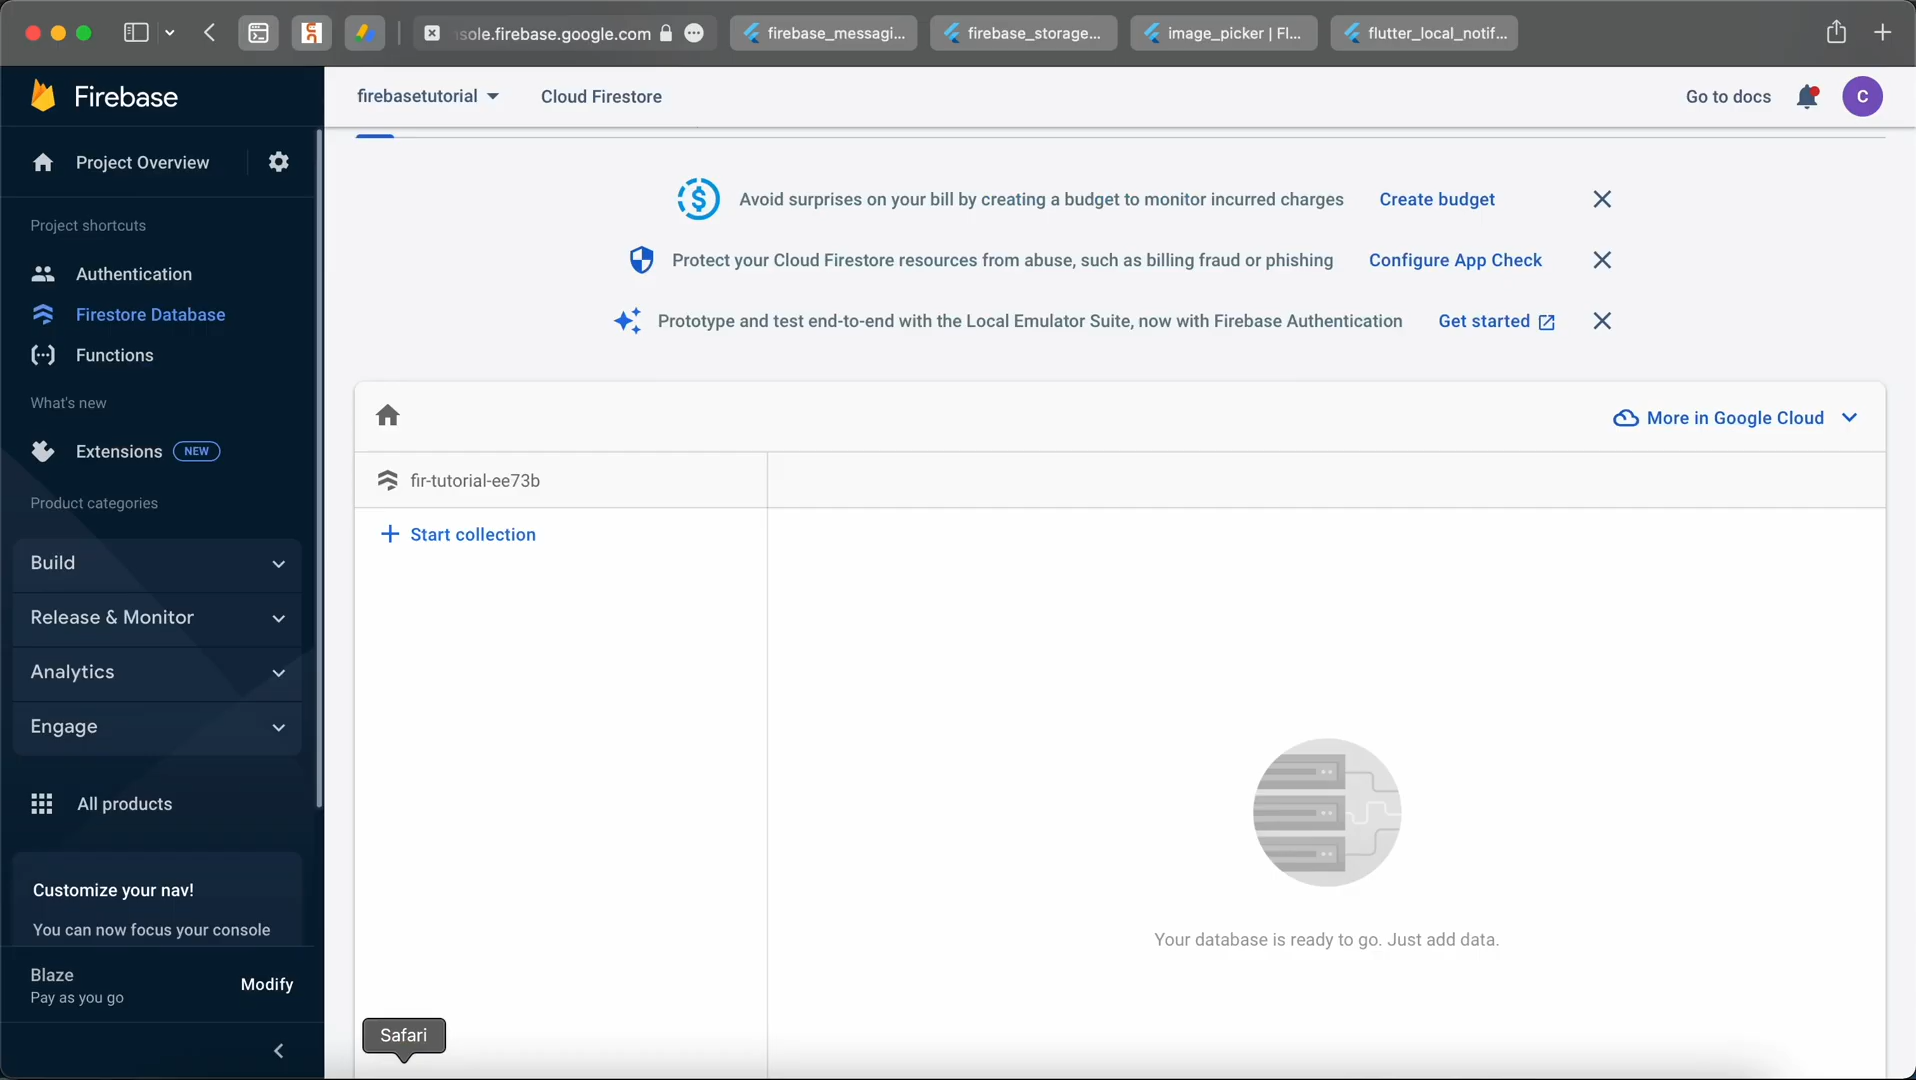 sole.firebase.google.com
firebase_messagi...
firebase_storage...
image_picker | Fl...
flutter_local_notif...
Firebase
firebasetutorial
Cloud Firestore
Go to docs
C
Project Overview
Project shortcuts
Authentication
Firestore Database
Functions
What's new
Extensions NEW
Product categories
Build
Release & Monitor
Analytics
Engage
All products
Customize your nav!
You can now focus your console
Blaze
Pay as you go
Modify
Avoid surprises on your bill by creating a budget to monitor incurred charges Create budget
Protect your Cloud Firestore resources from abuse, such as billing fraud or phishing Configure App Check
Prototype and test end-to-end with the Local Emulator Suite, now with Firebase Authentication Get started
More in Google Cloud
fir-tutorial-ee73b
Start collection
Your database is ready to go. Just add data.
Safari